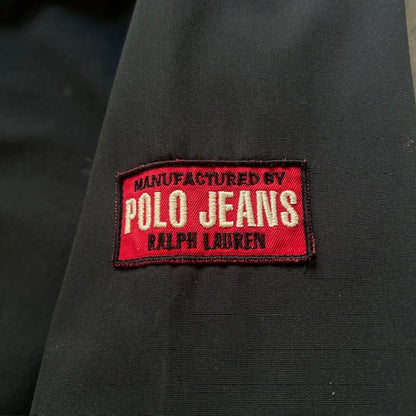 MANUFACTURED BY
POLO JEANS
RALPH LAUREN